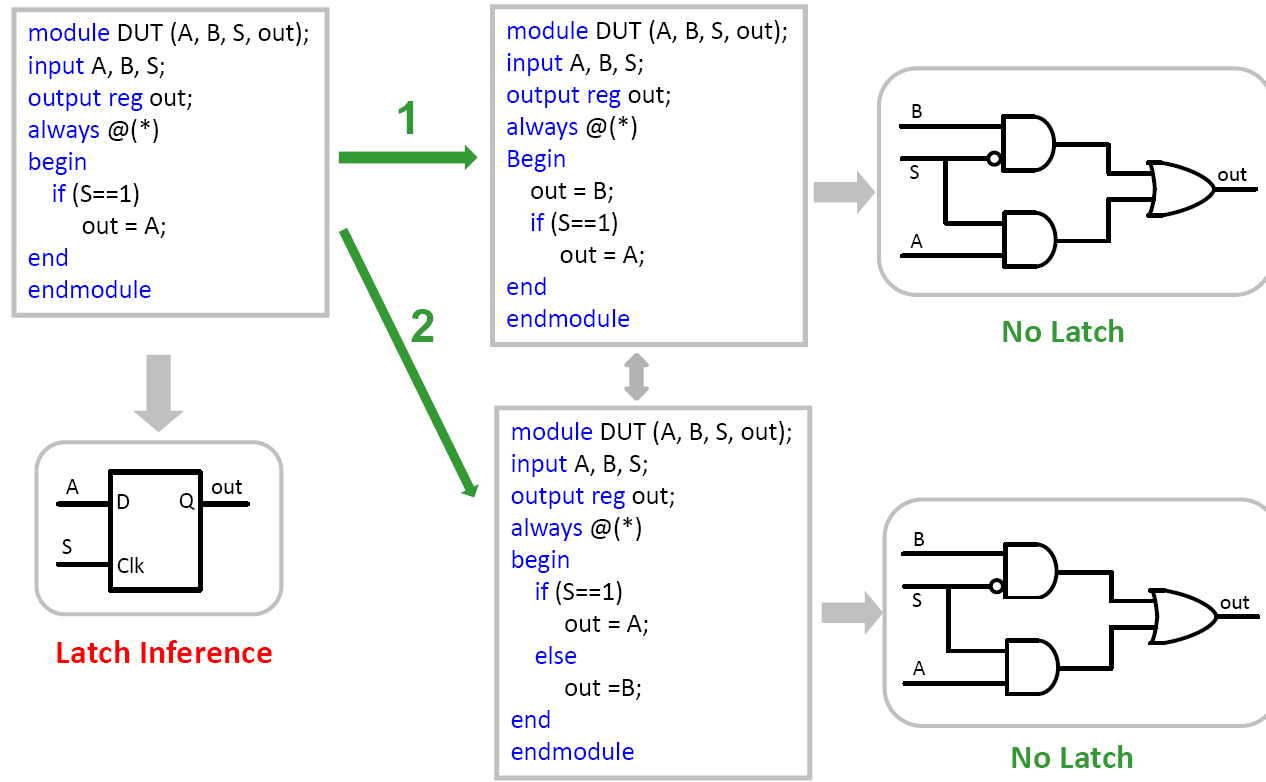 module DUT (A, B, S, out);
input A, B, S;
output reg out;
always @(*)
begin
if (S==1)
out = A;
end
endmodule
1
2
module DUT (A, B, S, out);
input A, B, S;
output reg out;
always @(*)
Begin
out = B;
if (S==1)
out = A;
end
endmodule
B
S
A
out
No Latch
A
D
Q
out
S
Clk
Latch Inference
module DUT (A, B, S, out);
input A, B, S;
output reg out;
always @(*)
begin
if (S==1)
out = A;
else
out =B;
end
endmodule
B
S
A
out
No Latch